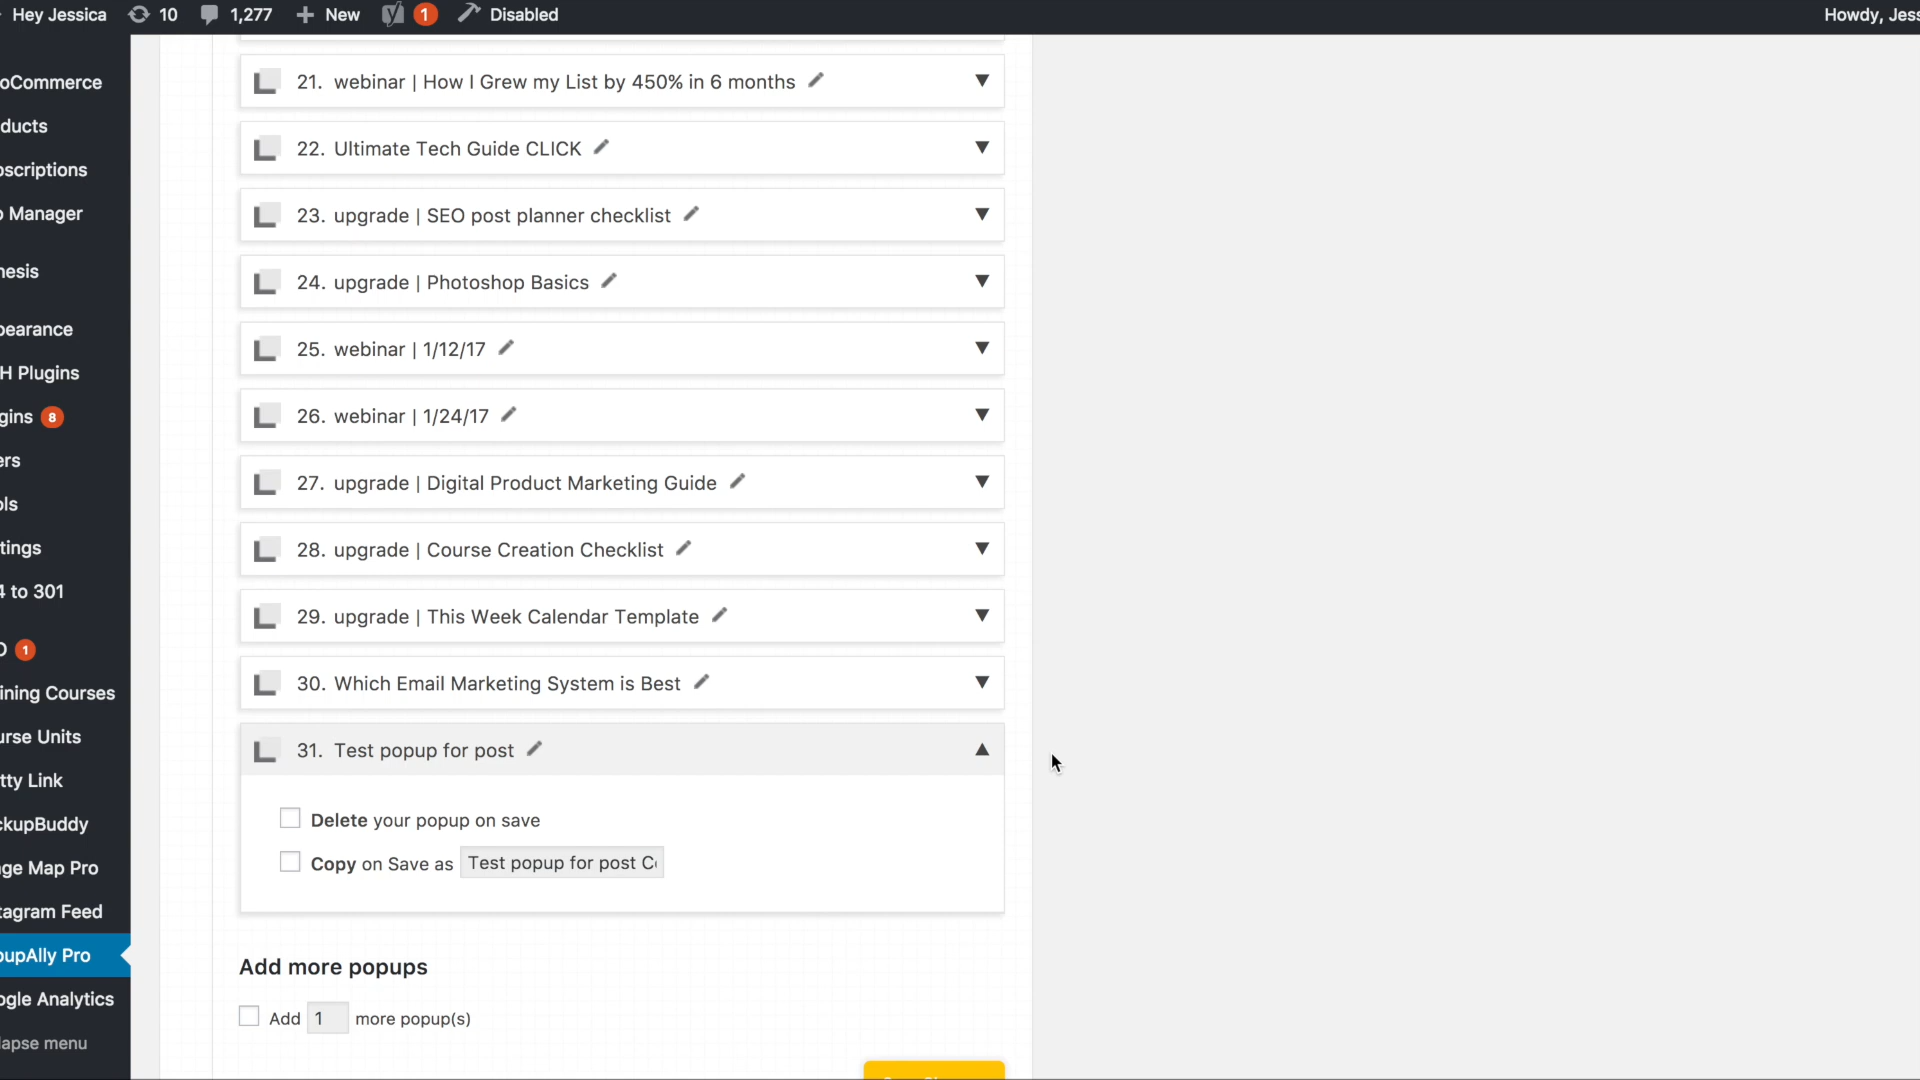 Hey Jessica 10 1,277 New 1 Disabled Howdy, Jess
oCommerce
ducts
oscriptions
Manager
nesis
pearance
H Plugins
gins 8
ers
ols
tings
4 to 301
O 1
ining Courses
urse Units
tty Link
ckupBuddy
ge Map Pro
tagram Feed
oupAlly Pro
ogle Analytics
lapse menu
21. webinar | How I Grew my List by 450% in 6 months
22. Ultimate Tech Guide CLICK
23. upgrade | SEO post planner checklist
24. upgrade | Photoshop Basics
25. webinar | 1/12/17
26. webinar | 1/24/17
27. upgrade | Digital Product Marketing Guide
28. upgrade | Course Creation Checklist
29. upgrade | This Week Calendar Template
30. Which Email Marketing System is Best
31. Test popup for post
Delete your popup on save
Copy on Save as Test popup for post C
Add more popups
Add 1 more popup(s)